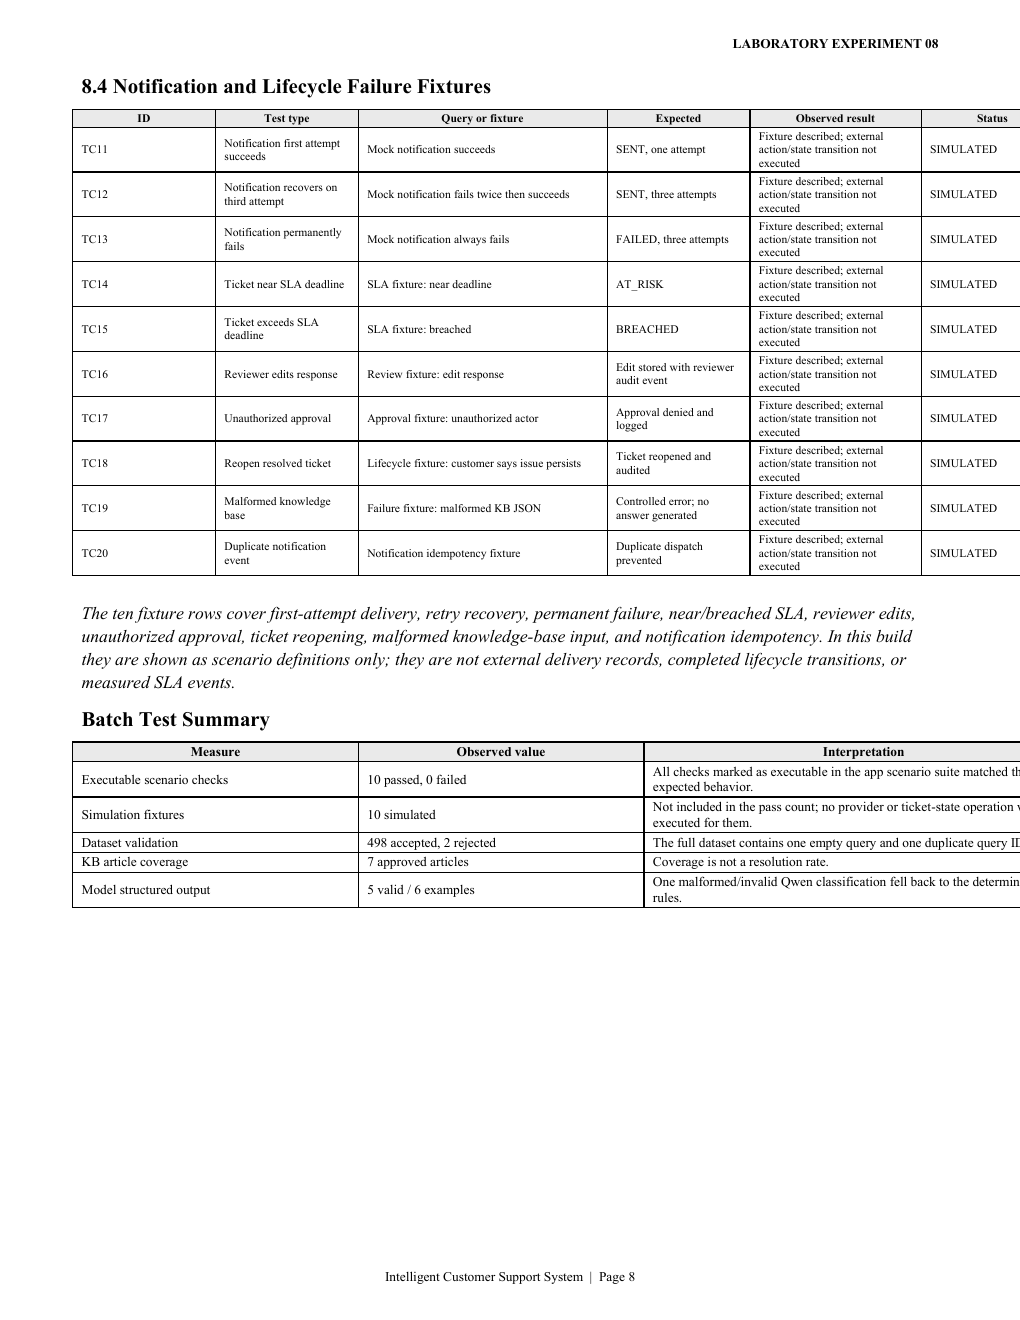 LABORATORY EXPERIMENT 08
8.4 Notification and Lifecycle Failure Fixtures
ID Test type Query or fixture Expected Observed result Status
TC11 Notification first attempt succeeds Mock notification succeeds SENT, one attempt Fixture described; external action/state transition not executed SIMULATED
TC12 Notification recovers on third attempt Mock notification fails twice then succeeds SENT, three attempts Fixture described; external action/state transition not executed SIMULATED
TC13 Notification permanently fails Mock notification always fails FAILED, three attempts Fixture described; external action/state transition not executed SIMULATED
TC14 Ticket near SLA deadline SLA fixture: near deadline AT_RISK Fixture described; external action/state transition not executed SIMULATED
TC15 Ticket exceeds SLA deadline SLA fixture: breached BREACHED Fixture described; external action/state transition not executed SIMULATED
TC16 Reviewer edits response Review fixture: edit response Edit stored with reviewer audit event Fixture described; external action/state transition not executed SIMULATED
TC17 Unauthorized approval Approval fixture: unauthorized actor Approval denied and logged Fixture described; external action/state transition not executed SIMULATED
TC18 Reopen resolved ticket Lifecycle fixture: customer says issue persists Ticket reopened and audited Fixture described; external action/state transition not executed SIMULATED
TC19 Malformed knowledge base Failure fixture: malformed KB JSON Controlled error; no answer generated Fixture described; external action/state transition not executed SIMULATED
TC20 Duplicate notification event Notification idempotency fixture Duplicate dispatch prevented Fixture described; external action/state transition not executed SIMULATED
The ten fixture rows cover first-attempt delivery, retry recovery, permanent failure, near/breached SLA, reviewer edits,
unauthorized approval, ticket reopening, malformed knowledge-base input, and notification idempotency. In this build
they are shown as scenario definitions only; they are not external delivery records, completed lifecycle transitions, or
measured SLA events.
Batch Test Summary
Measure Observed value Interpretation
Executable scenario checks 10 passed, 0 failed All checks marked as executable in the app scenario suite matched
expected behavior.
Simulation fixtures 10 simulated Not included in the pass count; no provider or ticket-state operation
executed for them.
Dataset validation 498 accepted, 2 rejected The full dataset contains one empty query and one duplicate query
KB article coverage 7 approved articles Coverage is not a resolution rate.
Model structured output 5 valid / 6 examples One malformed/invalid Qwen classification fell back to the
rules.
Intelligent Customer Support System | Page 8